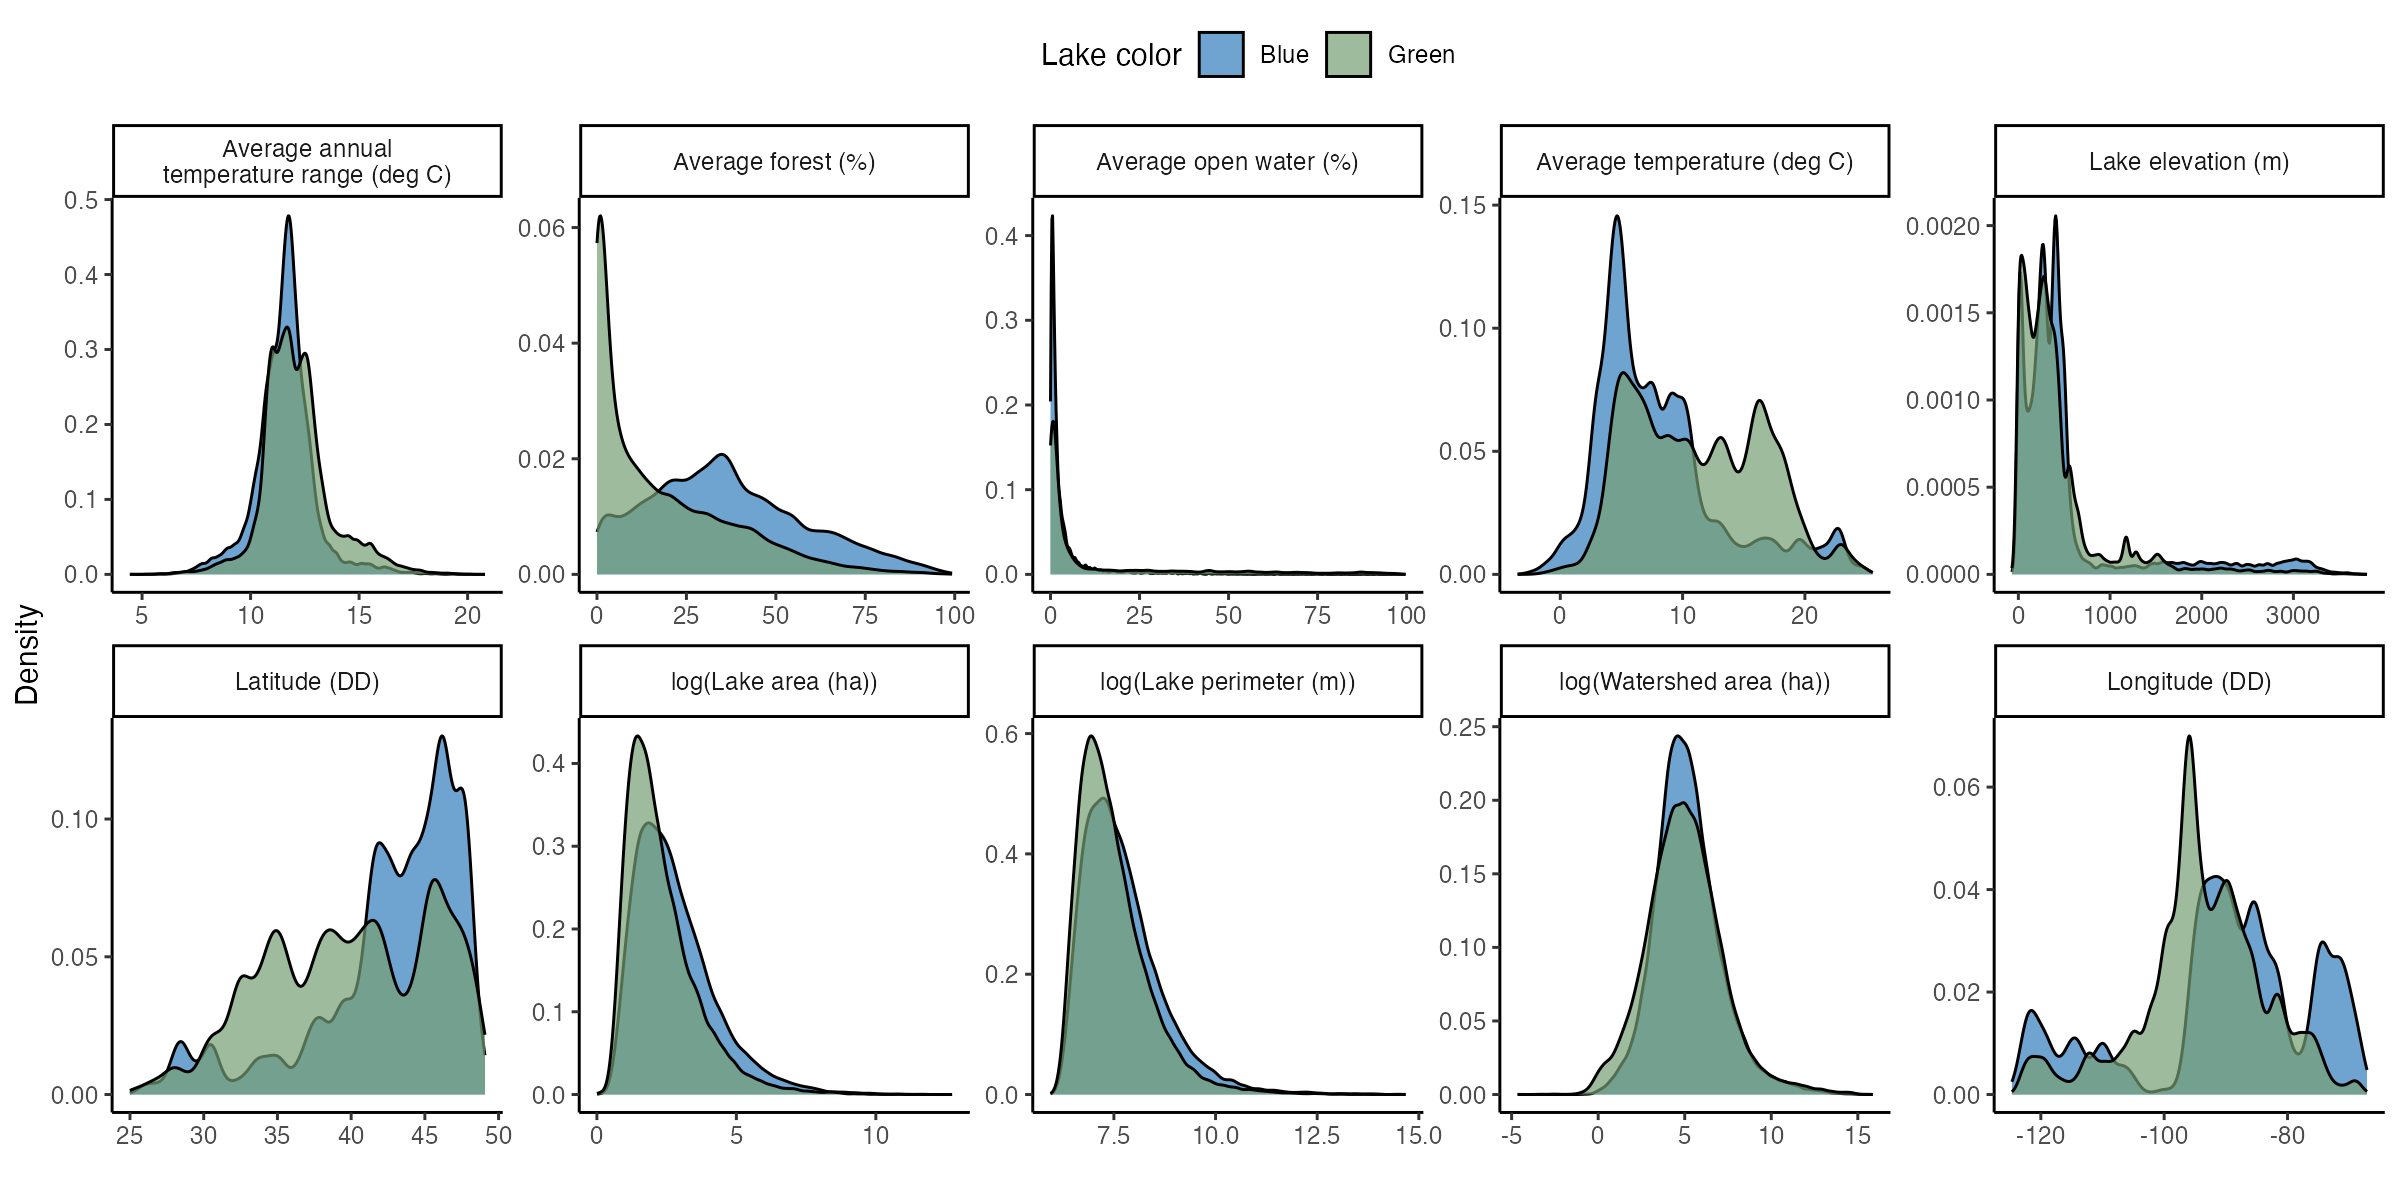 Lake color Blue Green
Average annual
temperature range (deg C)
Average forest (%)
Average open water (%)
Average temperature (deg C)
Lake elevation (m)
0.5
0.4
0.3
0.2
0.1
0.0
5 10 15 20
0.06
0.04
0.02
0.00
0 25 50 75 100
0.4
0.3
0.2
0.1
0.0
0 25 50 75 100
0.15
0.10
0.05
0.00
0 10 20
0.0020
0.0015
0.0010
0.0005
0.0000
0 1000 2000 3000
Density
Latitude (DD)
log(Lake area (ha))
log(Lake perimeter (m))
log(Watershed area (ha))
Longitude (DD)
0.10
0.05
0.00
25 30 35 40 45 50
0.4
0.3
0.2
0.1
0.0
0 5 10
0.6
0.4
0.2
0.0
7.5 10.0 12.5 15.0
0.25
0.20
0.15
0.10
0.05
0.00
-5 0 5 10 15
0.06
0.04
0.02
0.00
-120 -100 -80